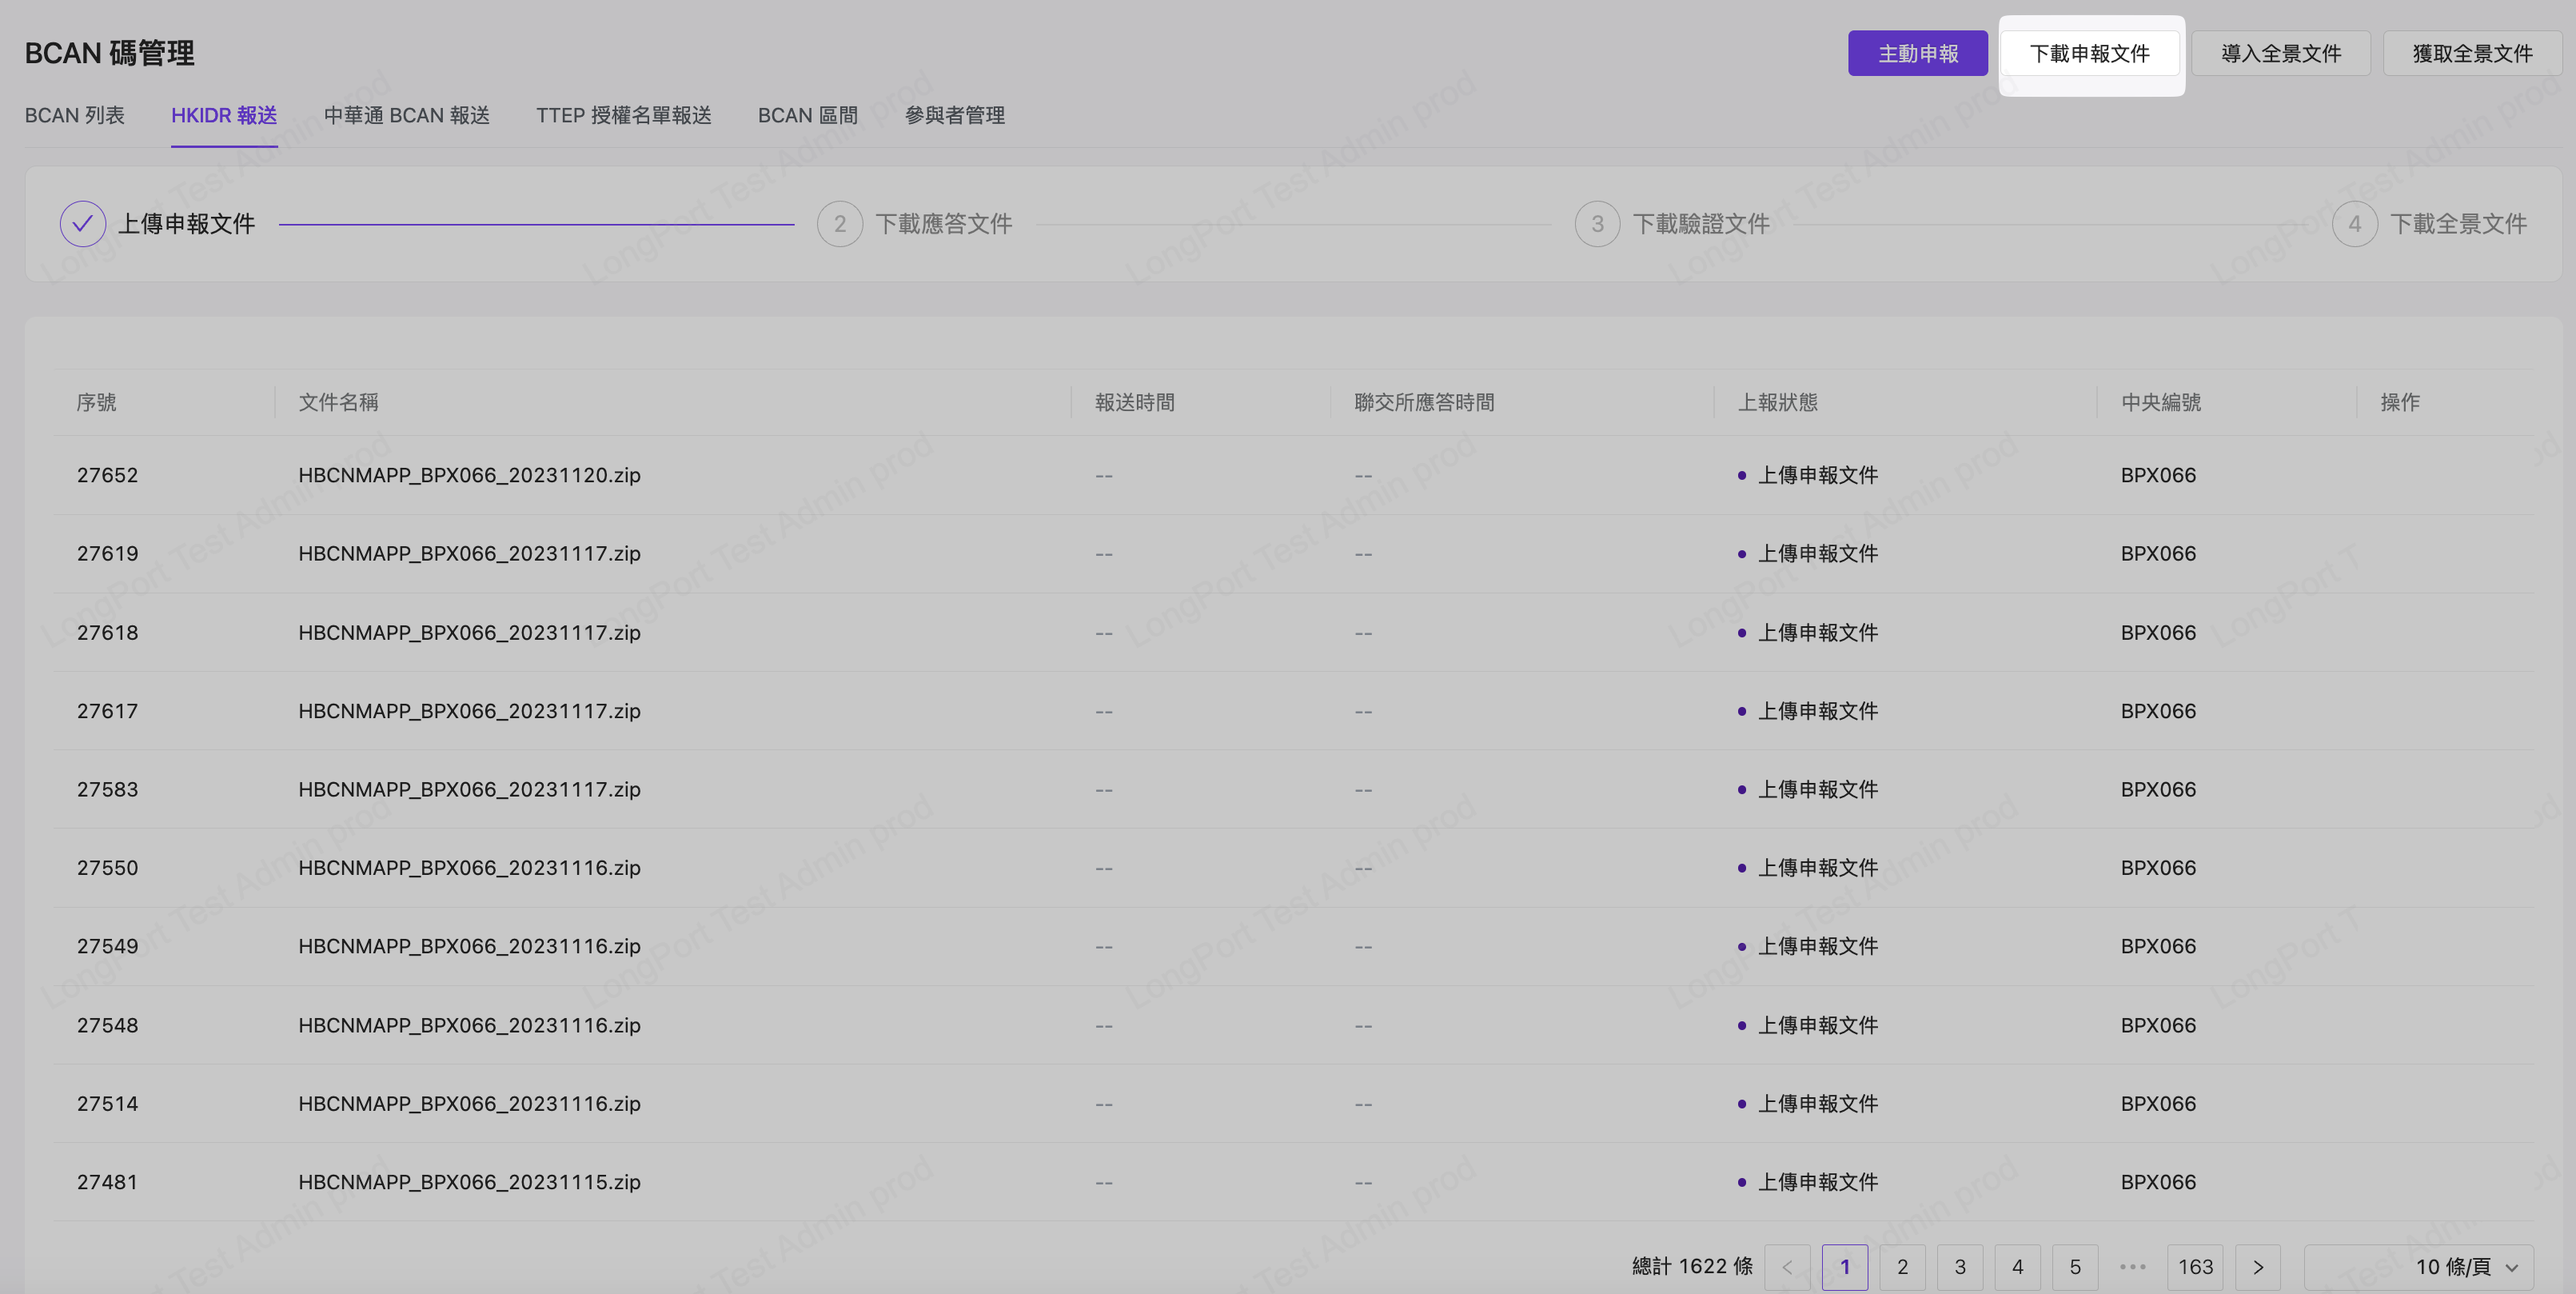 BCAN 碼管理
主動申報
下載申報文件
導入全景文件
獲取全景文件
BCAN 列表 HKIDR 報送 中華通 BCAN 報送 TTEP 授權名單報送 BCAN 區間 參與者管理
上傳申報文件 2 下載應答文件 3 下載驗證文件 4 下載全景文件
序號 文件名稱 報送時間 聯交所應答時間 上報狀態 中央編號 操作
27652 HBCNMAPP_BPX066_20231120.zip -- -- 上傳申報文件 BPX066
27619 HBCNMAPP_BPX066_20231117.zip -- -- 上傳申報文件 BPX066
27618 HBCNMAPP_BPX066_20231117.zip -- -- 上傳申報文件 BPX066
27617 HBCNMAPP_BPX066_20231117.zip -- -- 上傳申報文件 BPX066
27583 HBCNMAPP_BPX066_20231117.zip -- -- 上傳申報文件 BPX066
27550 HBCNMAPP_BPX066_20231116.zip -- -- 上傳申報文件 BPX066
27549 HBCNMAPP_BPX066_20231116.zip -- -- 上傳申報文件 BPX066
27548 HBCNMAPP_BPX066_20231116.zip -- -- 上傳申報文件 BPX066
27514 HBCNMAPP_BPX066_20231116.zip -- -- 上傳申報文件 BPX066
27481 HBCNMAPP_BPX066_20231115.zip -- -- 上傳申報文件 BPX066
總計 1622 條 < 1 2 3 4 5 ••• 163 > 10 條/頁
LongPort Test Admin prod